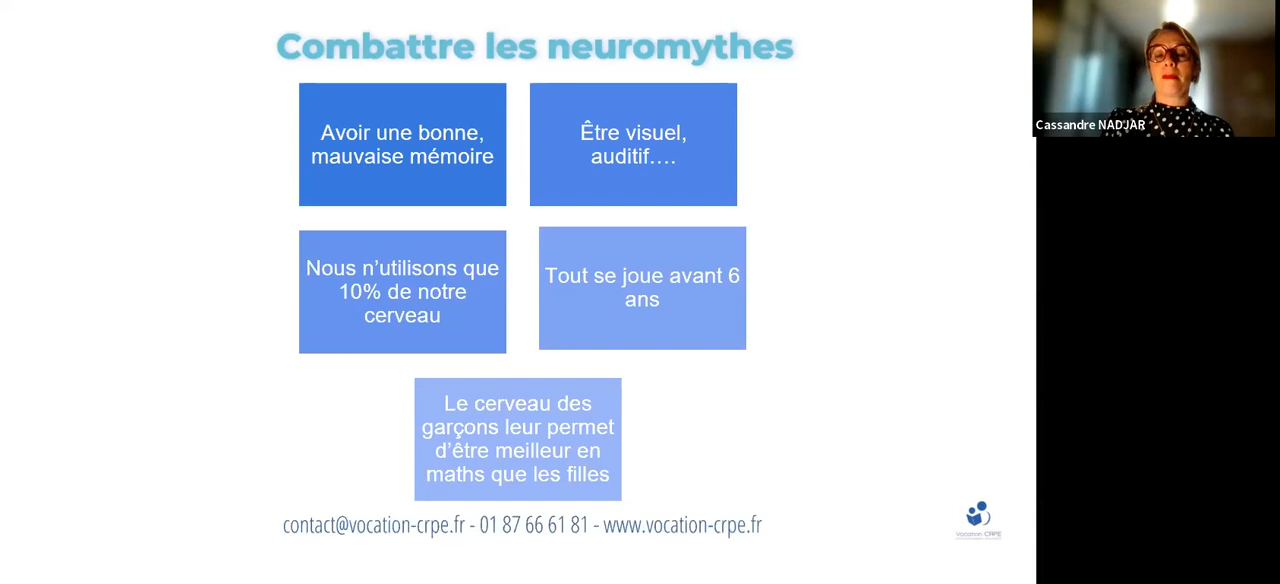 Combattre les neuromythes
Avoir une bonne,
mauvaise mémoire
Être visuel,
auditif….
Nous n’utilisons que
10% de notre
cerveau
Tout se joue avant 6
ans
Le cerveau des
garçons leur permet
d’être meilleur en
maths que les filles
contact@vocation-crpe.fr - 01 87 66 61 81 - www.vocation-crpe.fr
Vocation CRPE
Cassandre NADJAR